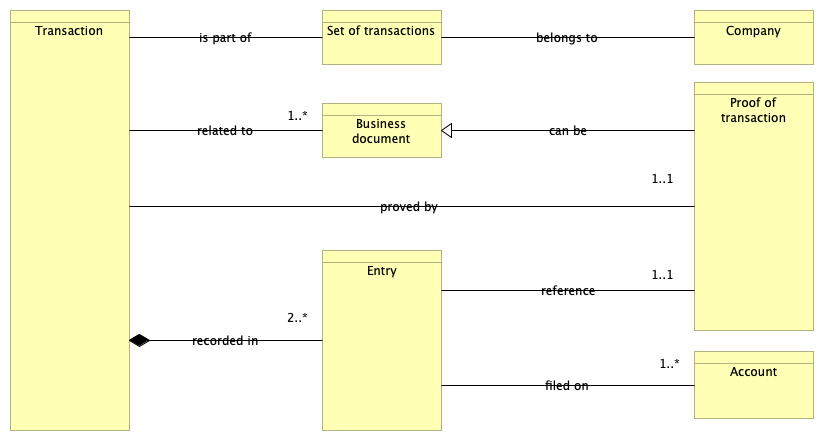 Transaction
is part of
Set of transactions
belongs to
Company
Proof of
transaction
1..*
Business
document
related to
can be
1..1
proved by
Entry
1..1
reference
2..*
recorded in
1..*
Account
filed on